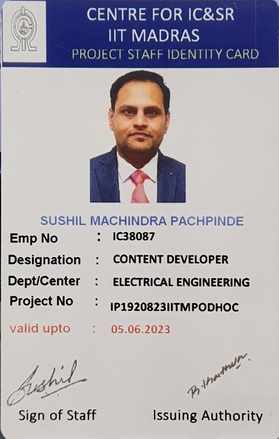 CENTRE FOR IC&SR
IIT MADRAS
PROJECT STAFF IDENTITY CARD
SUSHIL MACHINDRA PACHPINDE
Emp No : IC38087
Designation : CONTENT DEVELOPER
Dept/Center : ELECTRICAL ENGINEERING
Project No : IP1920823IITMPODHOC
valid upto : 05.06.2023
Sushil
Sign of Staff Issuing Authority